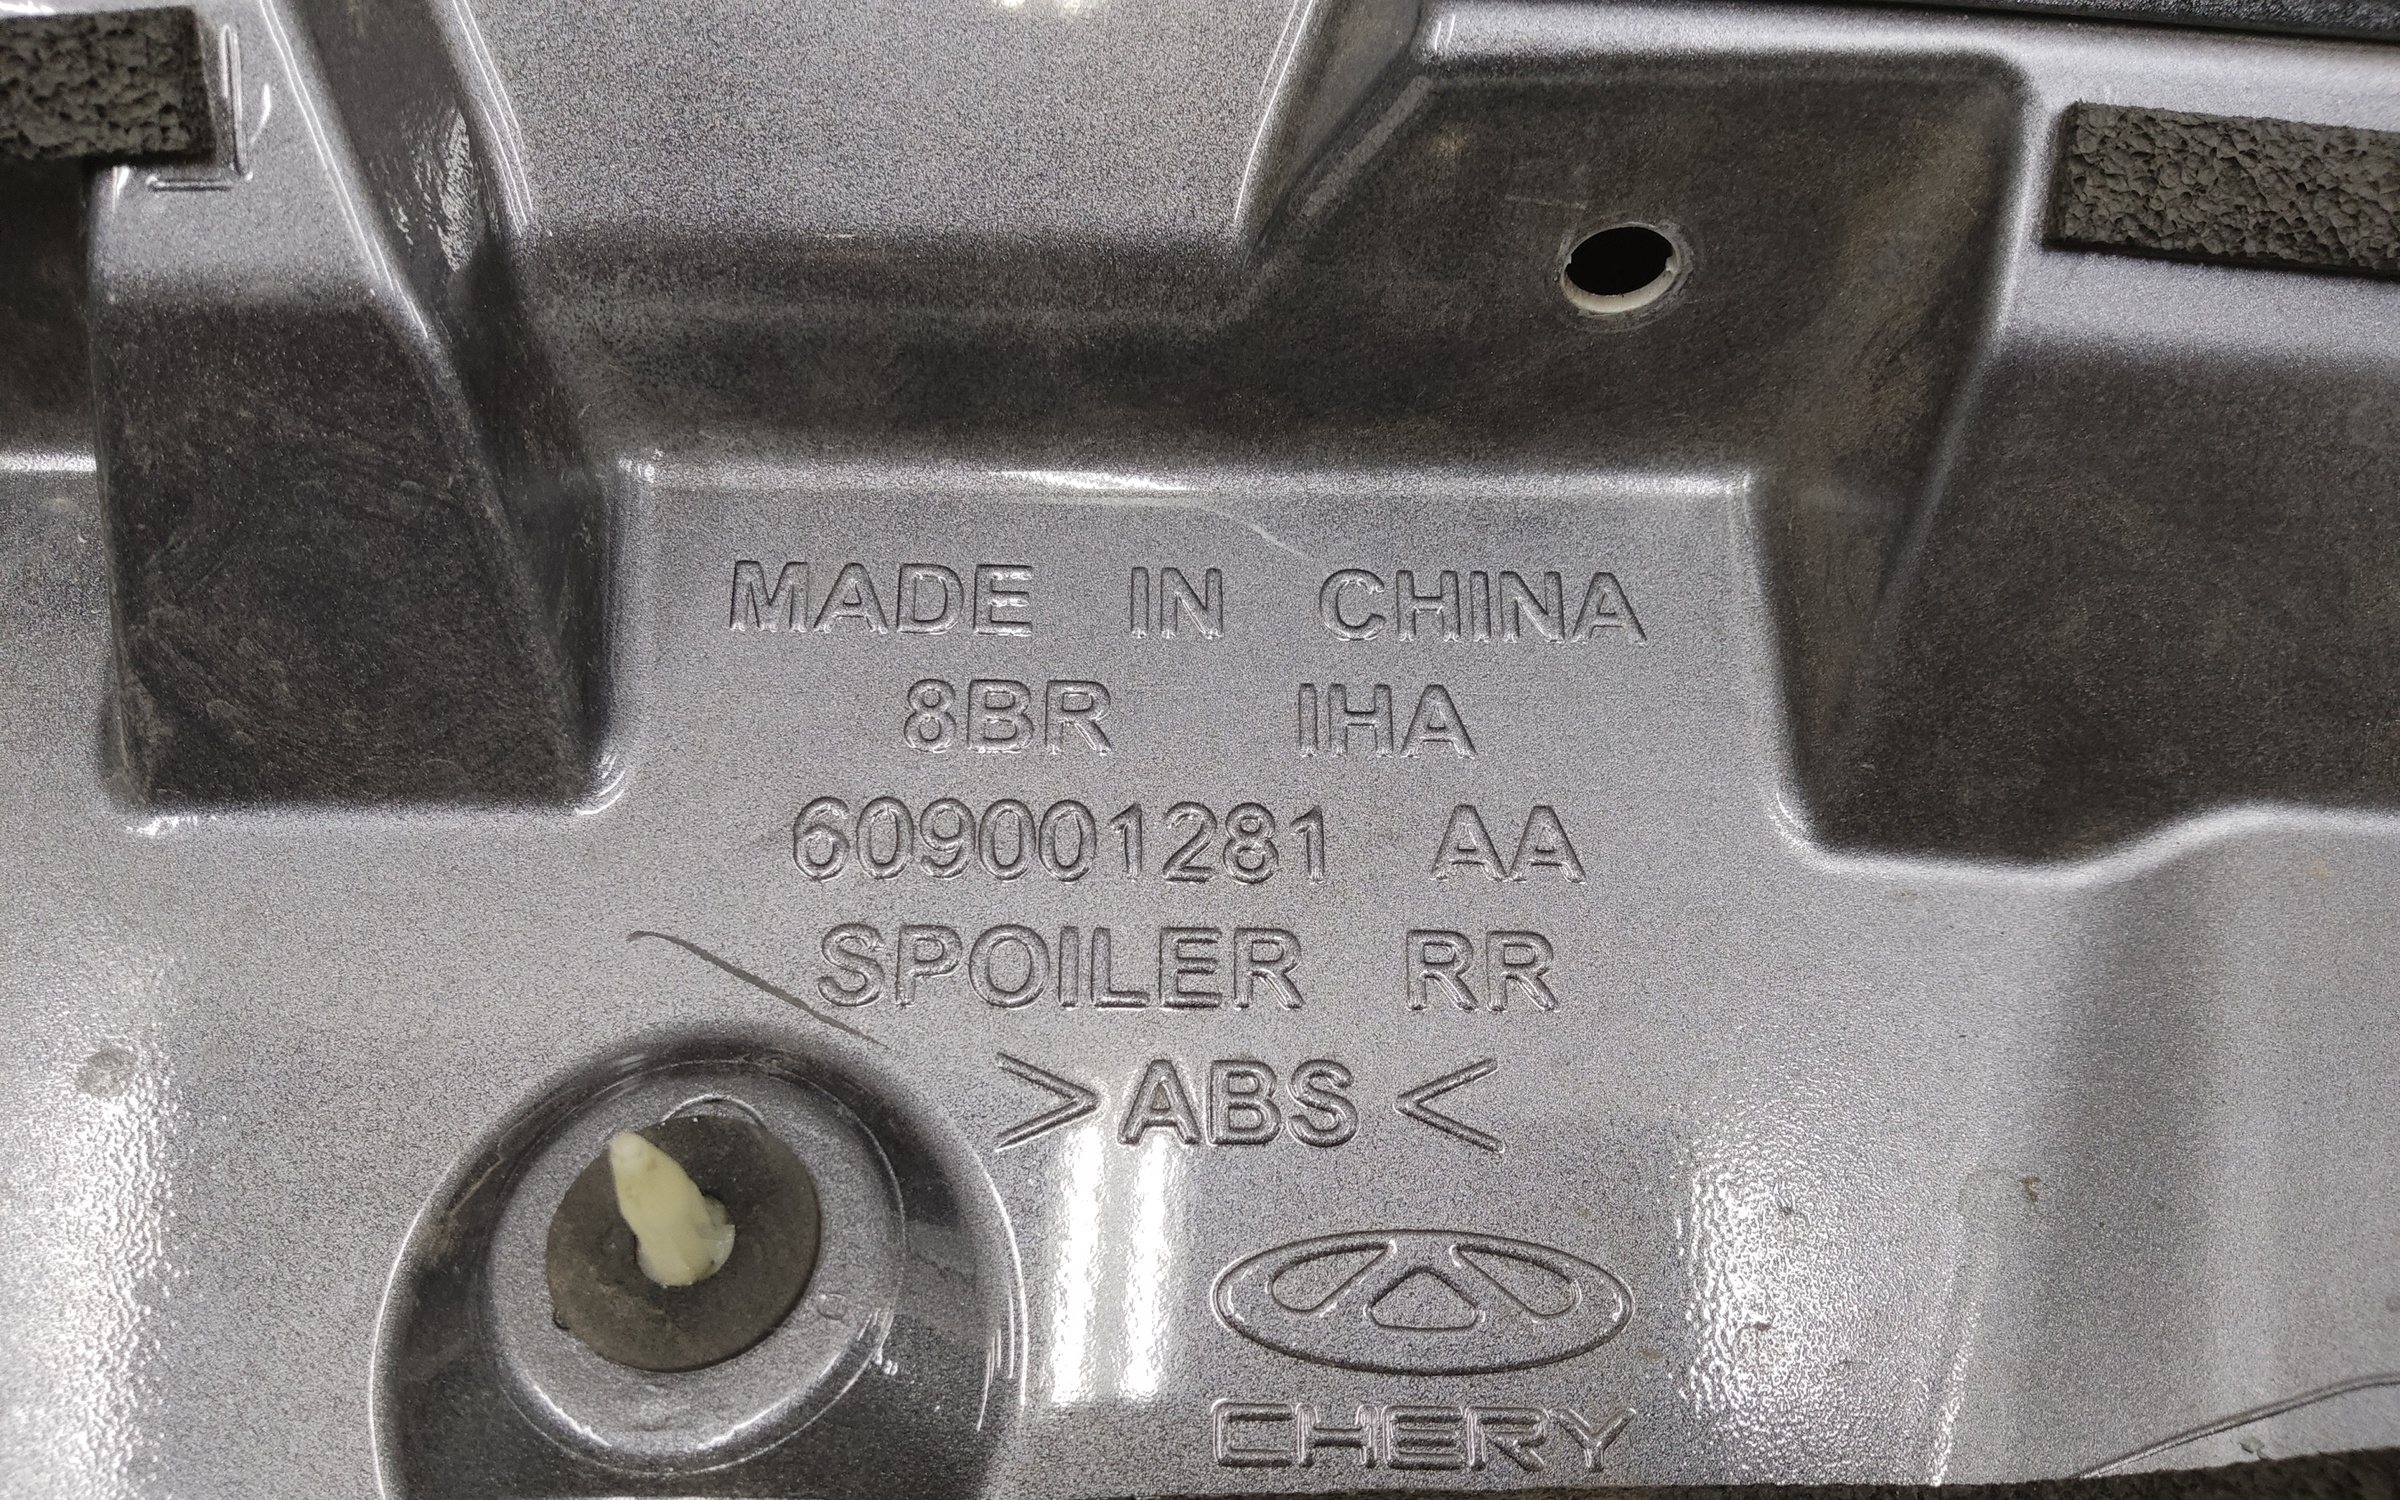 MADE IN CHINA
8BR IHA
609001281 AA
SPOILER RR
>ABS<
CHERY